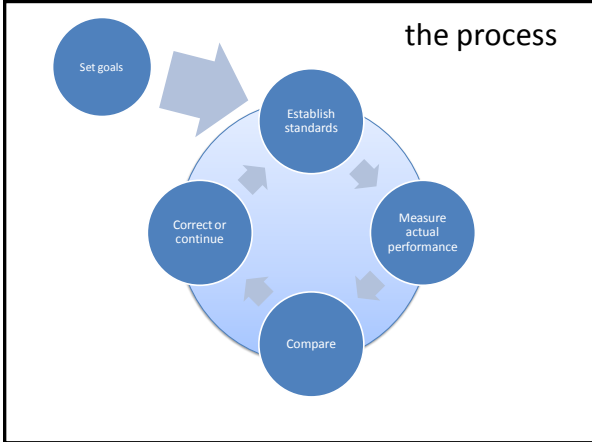 the process
Set goals
Establish
standards
Measure
actual
performance
Compare
Correct or
continue